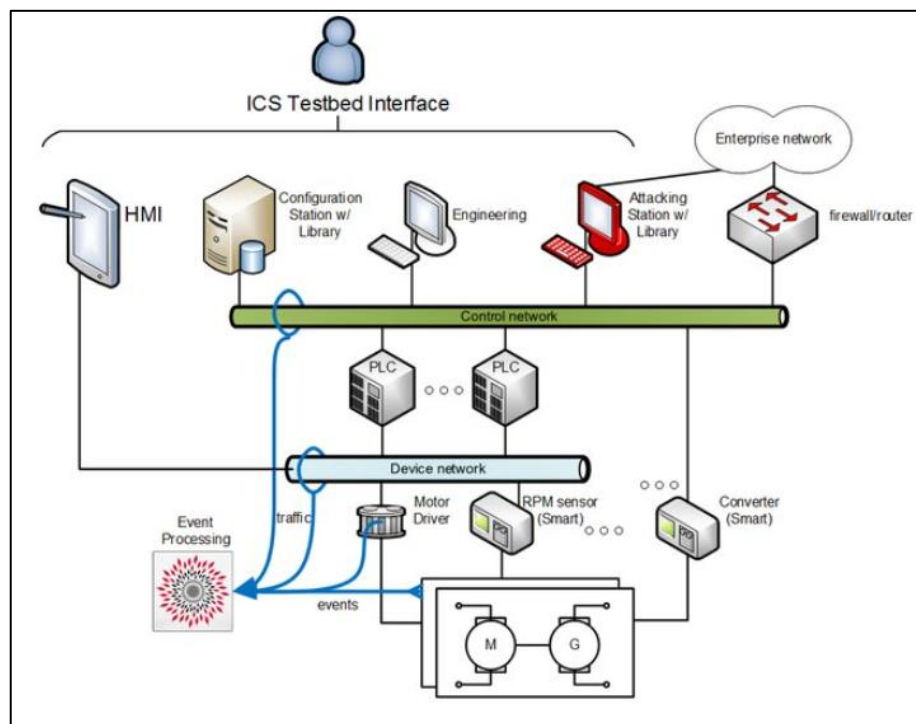 ICS Testbed Interface
Enterprise network
HMI
Configuration
Station w/
Library
Engineering
Attacking
Station w/
Library
firewall/router
Control network
PLC
PLC
Device network
traffic
Motor
Driver
RPM sensor
(Smart)
Converter
(Smart)
Event
Processing
events
M
G